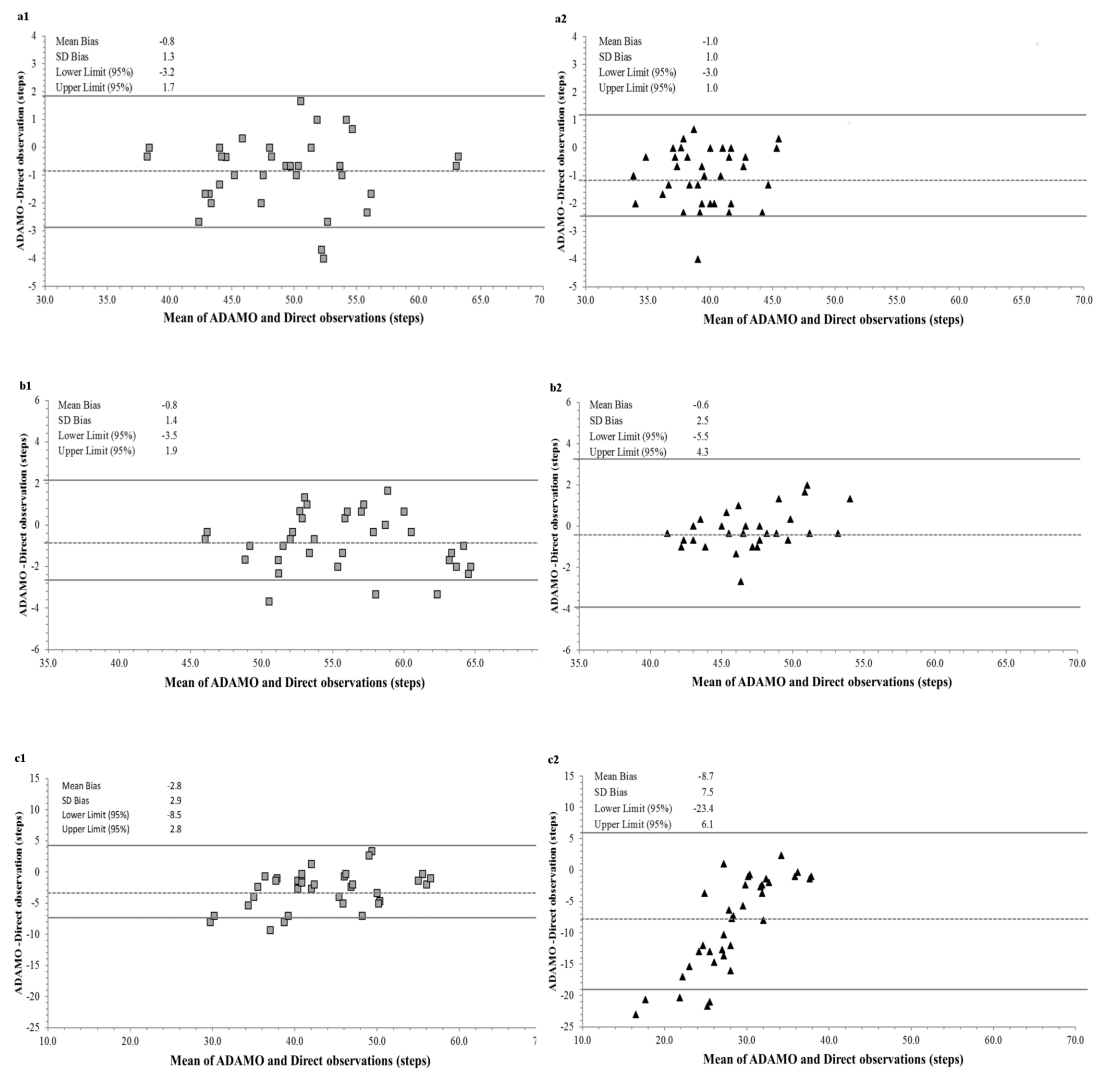 a1
Mean Bias -0.8
SD Bias 1.3
Lower Limit (95%) -3.2
Upper Limit (95%) 1.7
ADAMO -Direct observation (steps)
4
3
2
1
0
-1
-2
-3
-4
-5
30.0 35.0 40.0 45.0 50.0 55.0 60.0 65.0 70
Mean of ADAMO and Direct observations (steps)
a2
Mean Bias -1.0
SD Bias 1.0
Lower Limit (95%) -3.0
Upper Limit (95%) 1.0
ADAMO -Direct observation (steps)
4
3
2
1
0
-1
-2
-3
-4
-5
30.0 35.0 40.0 45.0 50.0 55.0 60.0 65.0 70.0
Mean of ADAMO and Direct observations (steps)
b1
Mean Bias -0.8
SD Bias 1.4
Lower Limit (95%) -3.5
Upper Limit (95%) 1.9
ADAMO -Direct observation (steps)
6
4
2
0
-2
-4
-6
35.0 45.0 50.0 55.0 60.0 65.0
Mean of ADAMO and Direct observations (steps)
b2
Mean Bias -0.6
SD Bias 2.5
Lower Limit (95%) -5.5
Upper Limit (95%) 4.3
ADAMO -Direct observation (steps)
6
4
2
0
-2
-4
-6
35.0 40.0 45.0 50.0 55.0 60.0 65.0 70.0
Mean of ADAMO and Direct observations (steps)
c1
Mean Bias -2.8
SD Bias 2.9
Lower Limit (95%) -8.5
Upper Limit (95%) 2.8
ADAMO -Direct observation (steps)
15
10
5
0
-5
-10
-15
-20
-25
10.0 20.0 30.0 40.0 50.0 60.0 7
Mean of ADAMO and Direct observations (steps)
c2
Mean Bias -8.7
SD Bias 7.5
Lower Limit (95%) -23.4
Upper Limit (95%) 6.1
ADAMO -Direct observation (steps)
15
10
5
0
-5
-10
-15
-20
-25
10.0 20.0 30.0 40.0 50.0 60.0 70.0
Mean of ADAMO and Direct observations (steps)